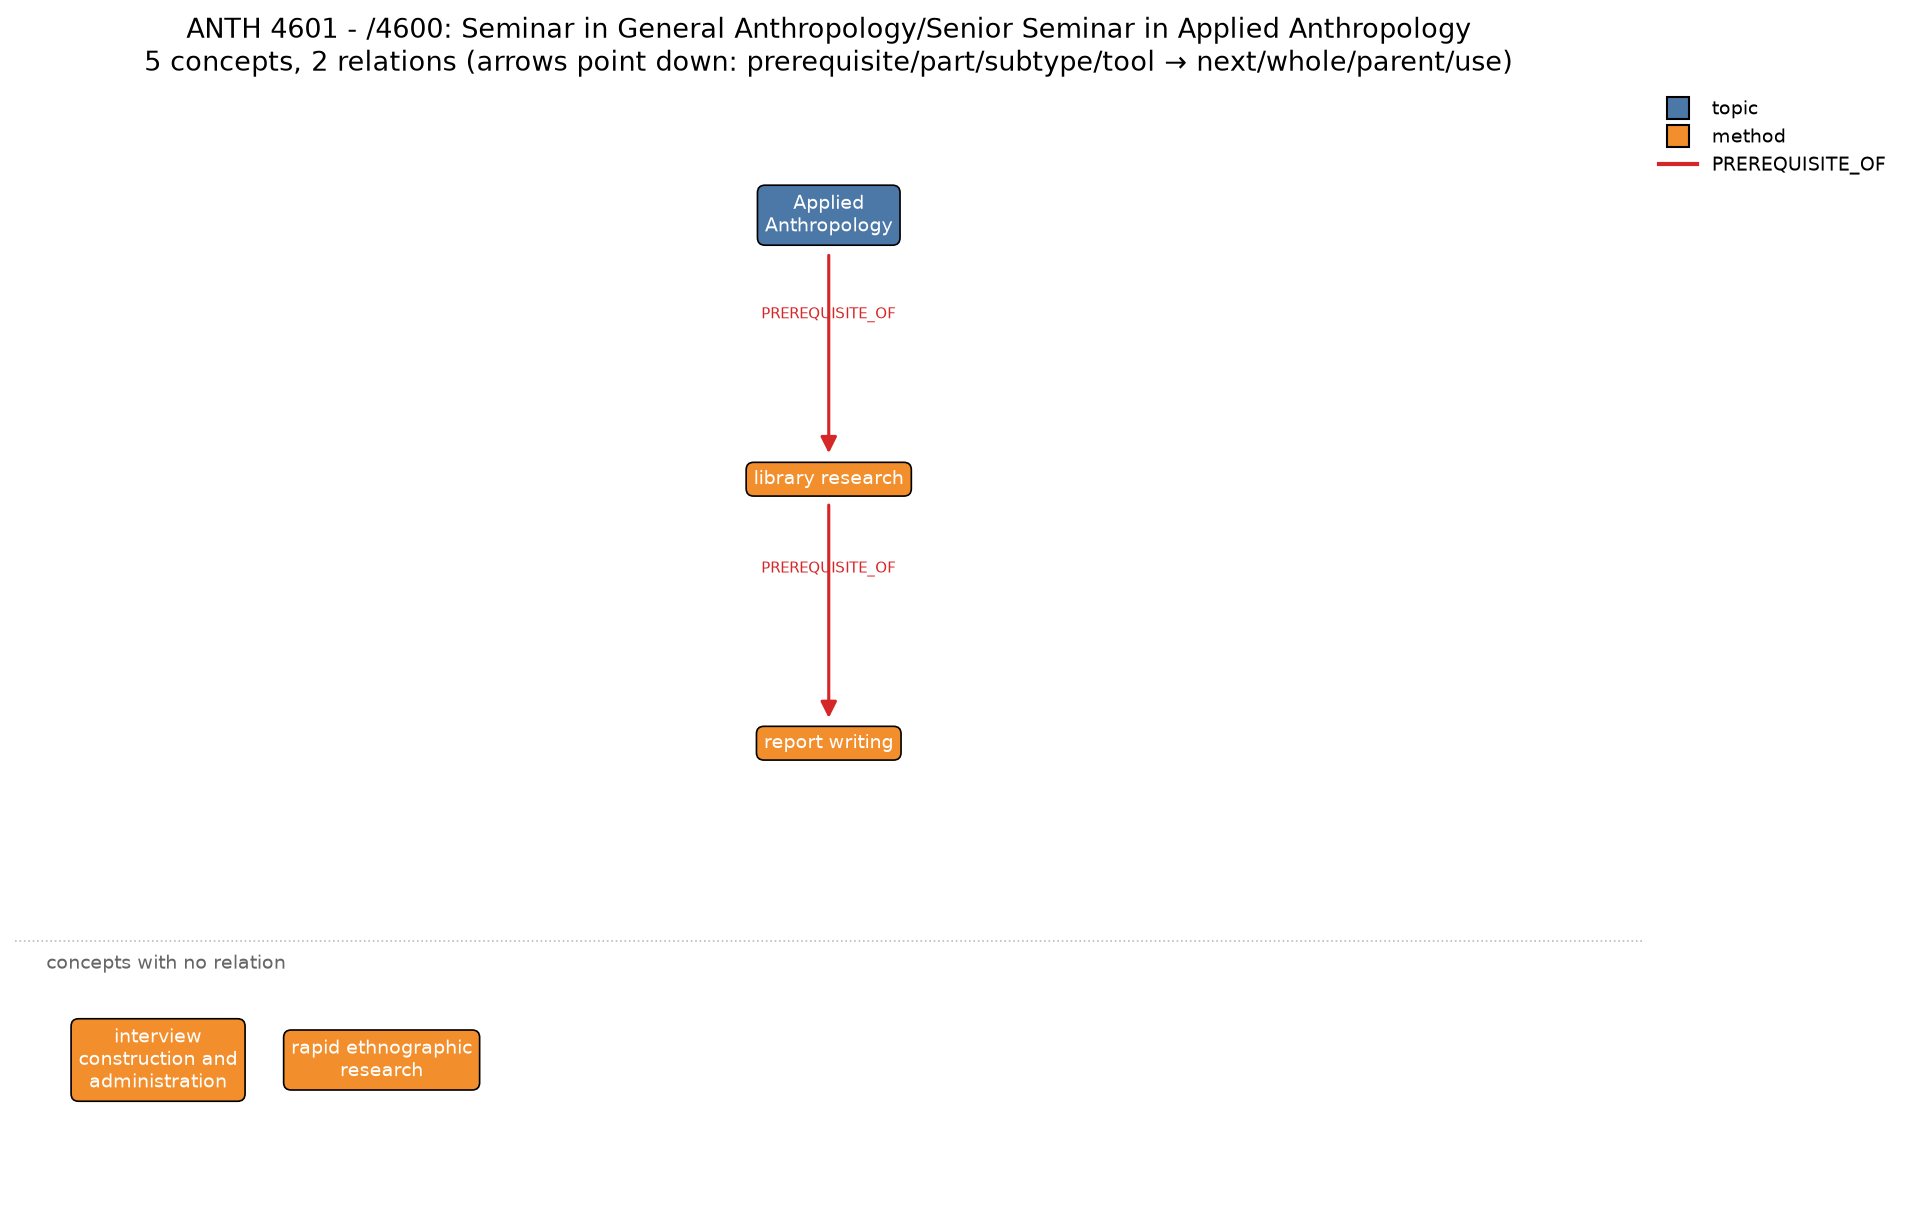 ANTH 4601 - /4600: Seminar in General Anthropology/Senior Seminar in Applied Anthropology
5 concepts, 2 relations (arrows point down: prerequisite/part/subtype/tool → next/whole/parent/use)
topic
method
PREREQUISITE_OF
Applied
Anthropology
PREREQUISITE_OF
library research
PREREQUISITE_OF
report writing
concepts with no relation
interview
construction and
administration
rapid ethnographic
research